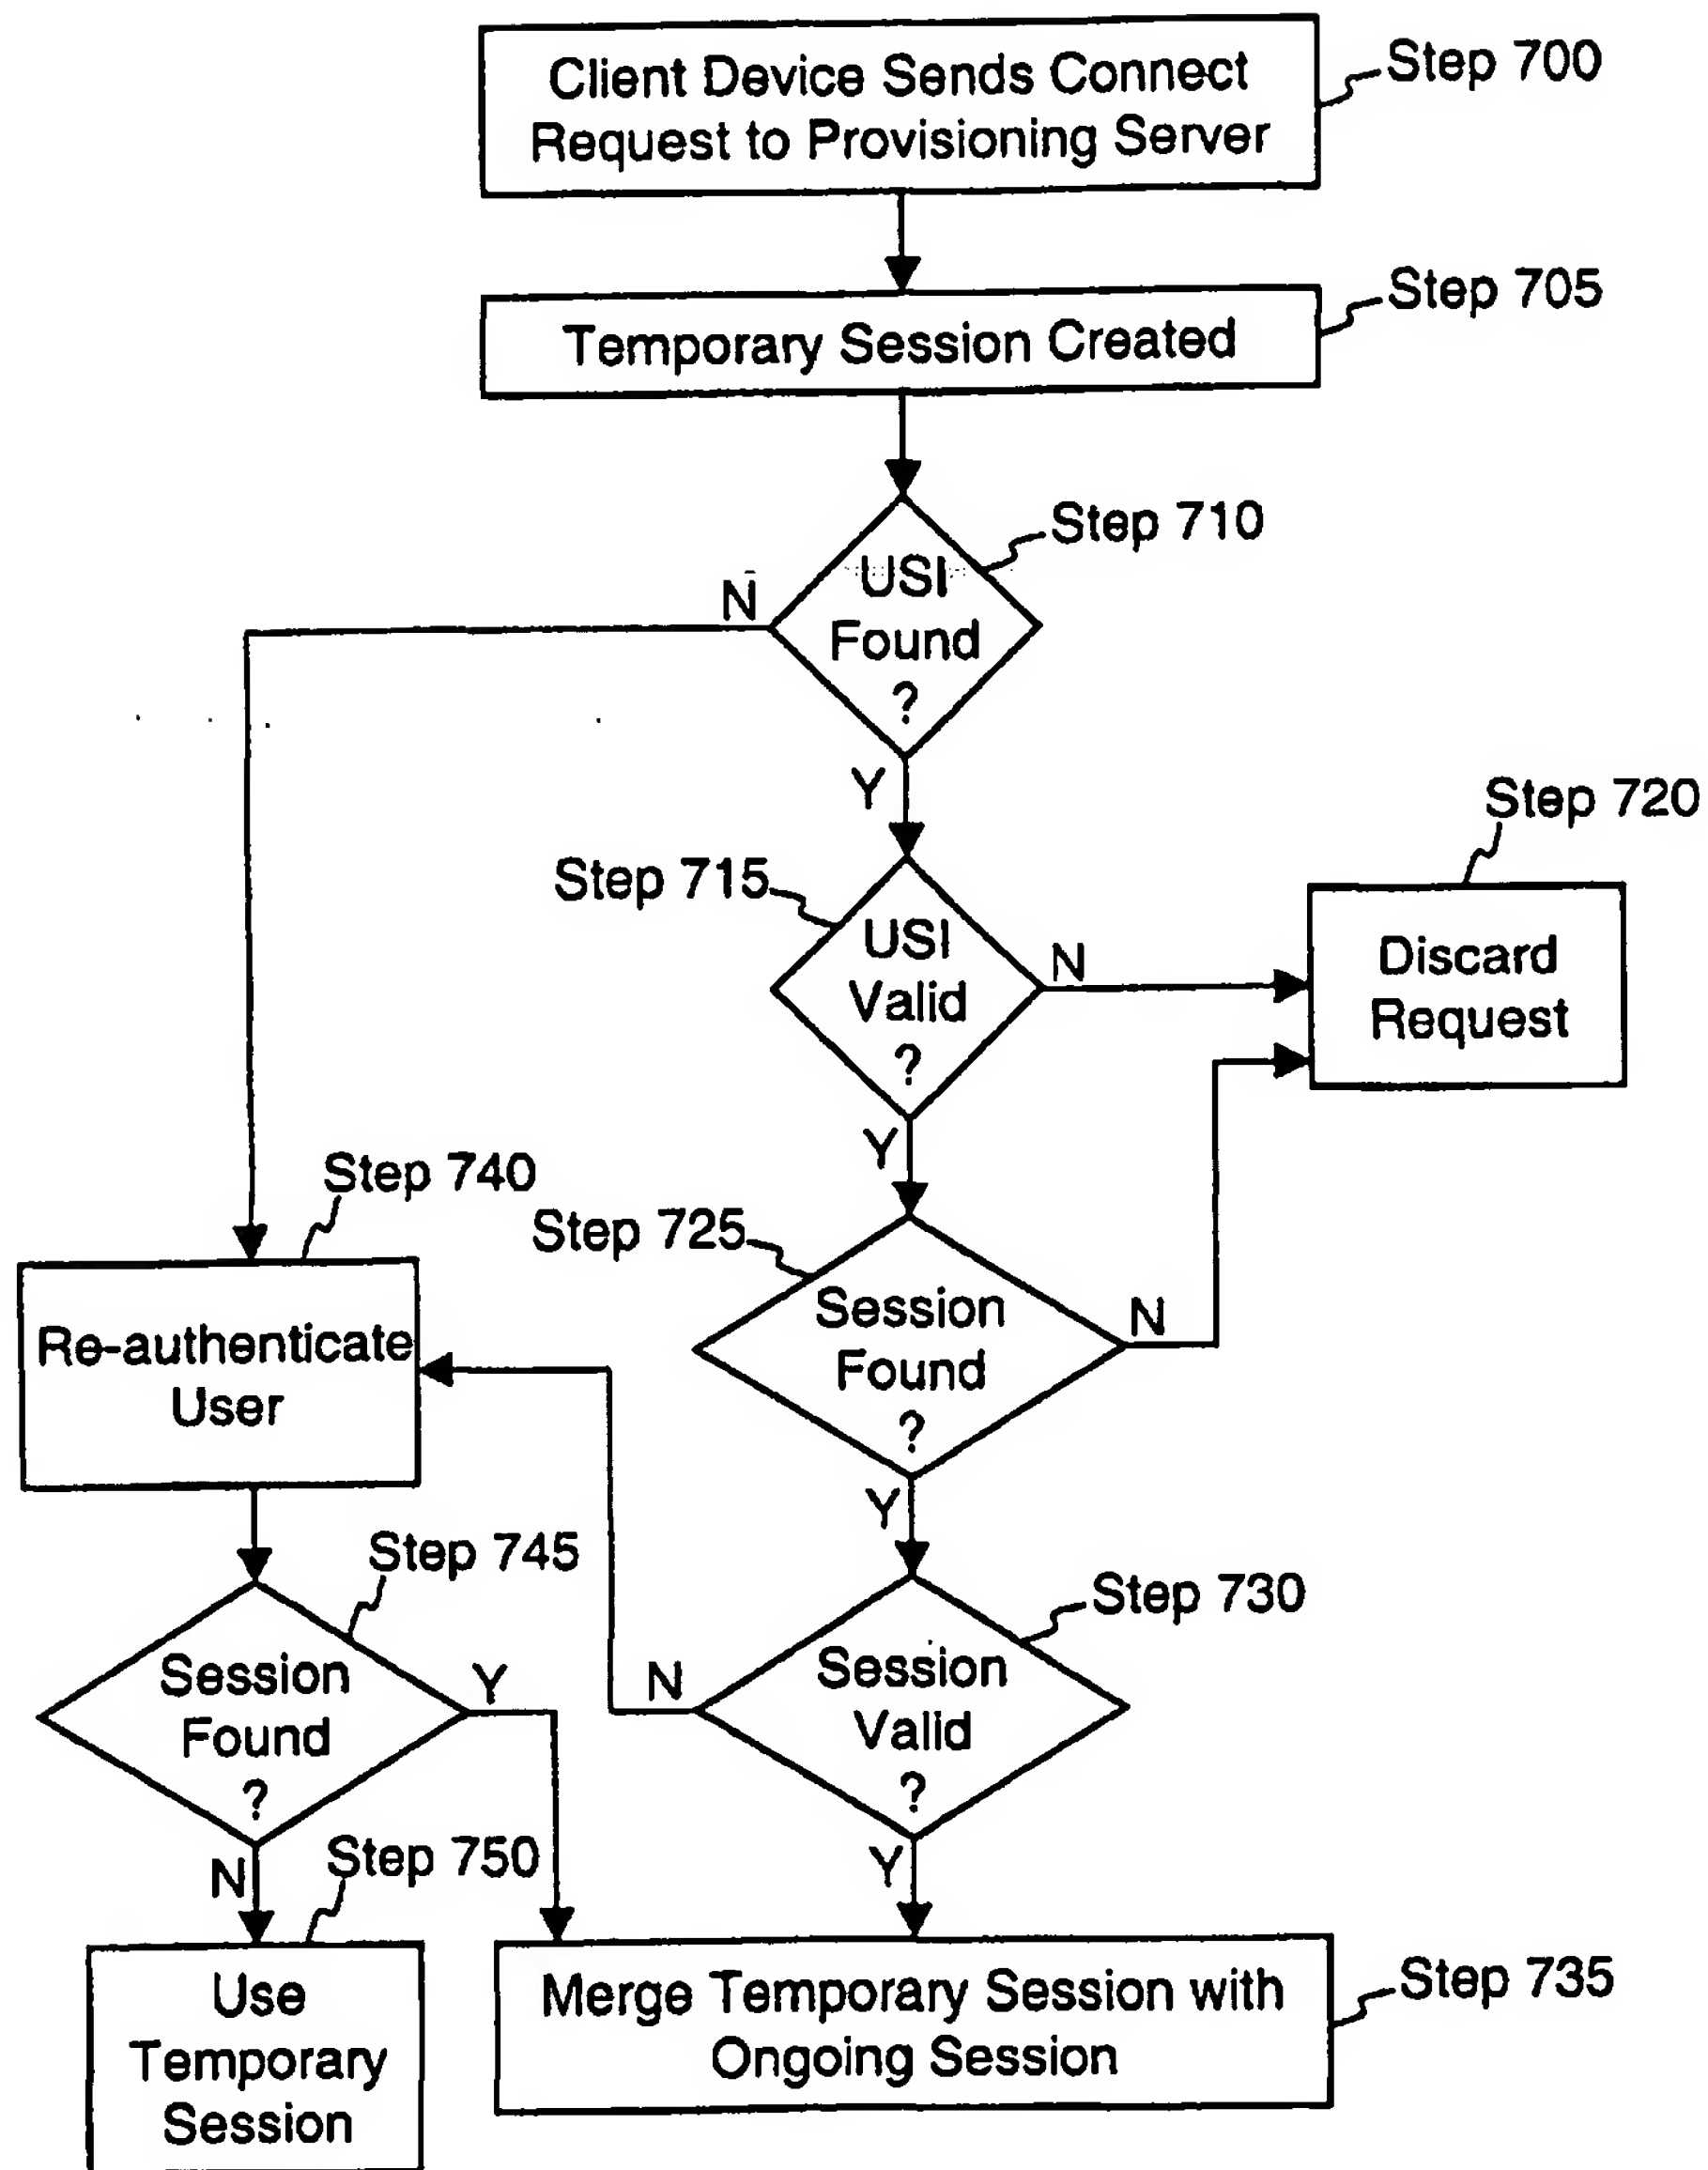 Client Device Sends Connect
Request to Provisioning Server
Step 700
Temporary Session Created
Step 705
USI
Found
?
Step 710
N
Y
USI
Valid
?
Step 715
N
Y
Discard
Request
Step 720
Session
Found
?
Step 725
N
Y
Re-authenticate
User
Step 740
Session
Valid
?
Step 730
N
Y
Session
Found
?
Step 745
Y
N
Use
Temporary
Session
Step 750
Merge Temporary Session with
Ongoing Session
Step 735